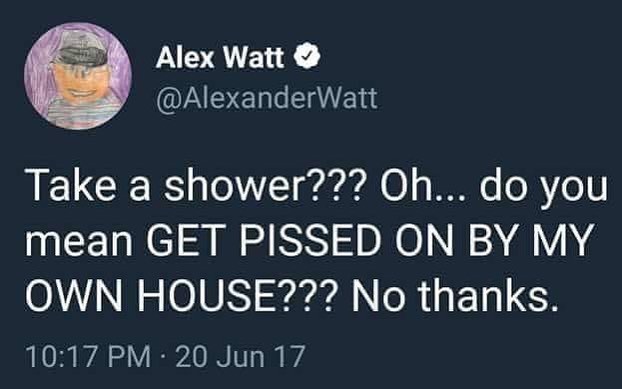 Alex Watt
@AlexanderWatt
Take a shower??? Oh... do you
mean GET PISSED ON BY MY
OWN HOUSE??? No thanks.
10:17 PM · 20 Jun 17